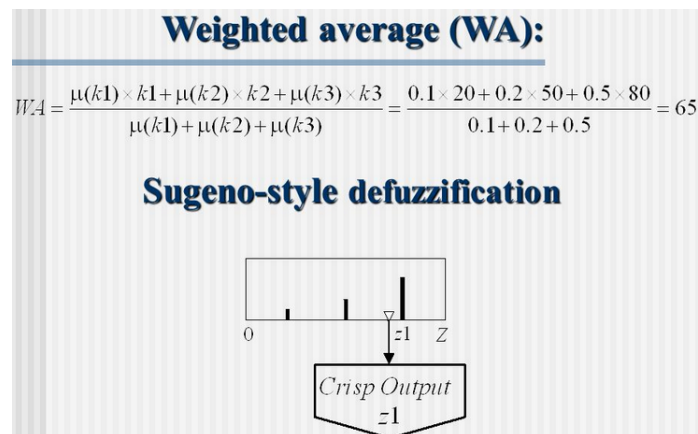 Weighted average (WA):
WA = μ(k1) × k1 + μ(k2) × k2 + μ(k3) × k3 / μ(k1) + μ(k2) + μ(k3) = 0.1 × 20 + 0.2 × 50 + 0.5 × 80 / 0.1 + 0.2 + 0.5 = 65
Sugeno-style defuzzification
0 z1 Z
Crisp Output
z1